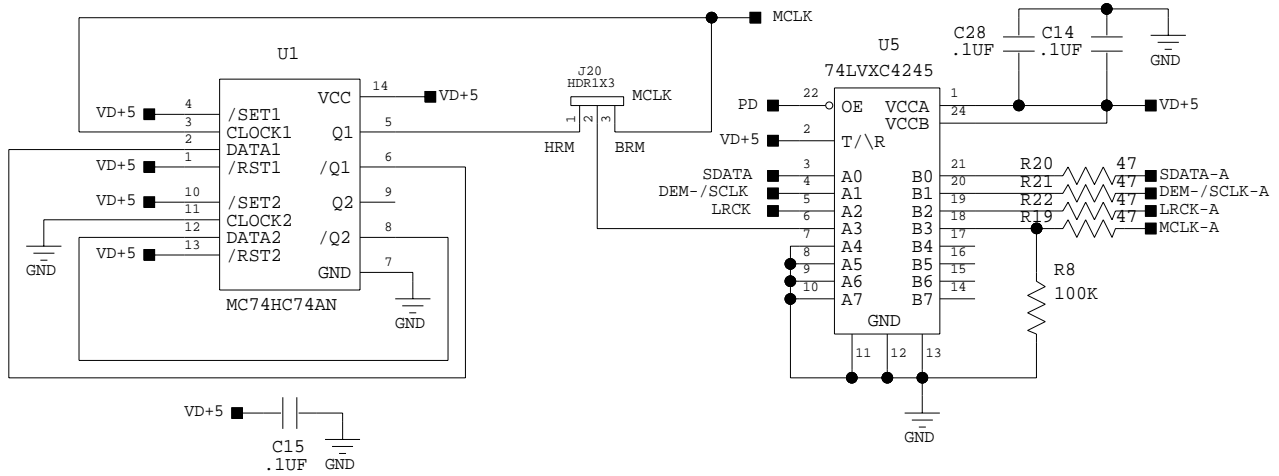 MCLK
U1
VD+5 4 /SET1
3 CLOCK1
2 DATA1
VD+5 1 /RST1
VD+5 10 /SET2
11 CLOCK2
12 DATA2
VD+5 13 /RST2
GND
VCC 14 VD+5
Q1 5
/Q1 6
Q2 9
/Q2 8
GND 7
GND
MC74HC74AN
J20
HDR1X3
MCLK
1 2 3
HRM
BRM
VD+5
C15
.1UF
GND
U5
74LVXC4245
PD 22 OE
VD+5 2 T/\R
SDATA 3 A0
DEM-/SCLK 4 A1
LRCK 5 A2
6 A3
7 A4
8 A5
9 A6
10 A7
VCCA 1 VD+5
VCCB 24
B0 21 R20 47 SDATA-A
B1 20 R21 47 DEM-/SCLK-A
B2 19 R22 47 LRCK-A
B3 18 R19 47 MCLK-A
B4 17
B5 16
B6 15
B7 14
GND
11 12 13
GND
R8
100K
C28
.1UF
C14
.1UF
GND